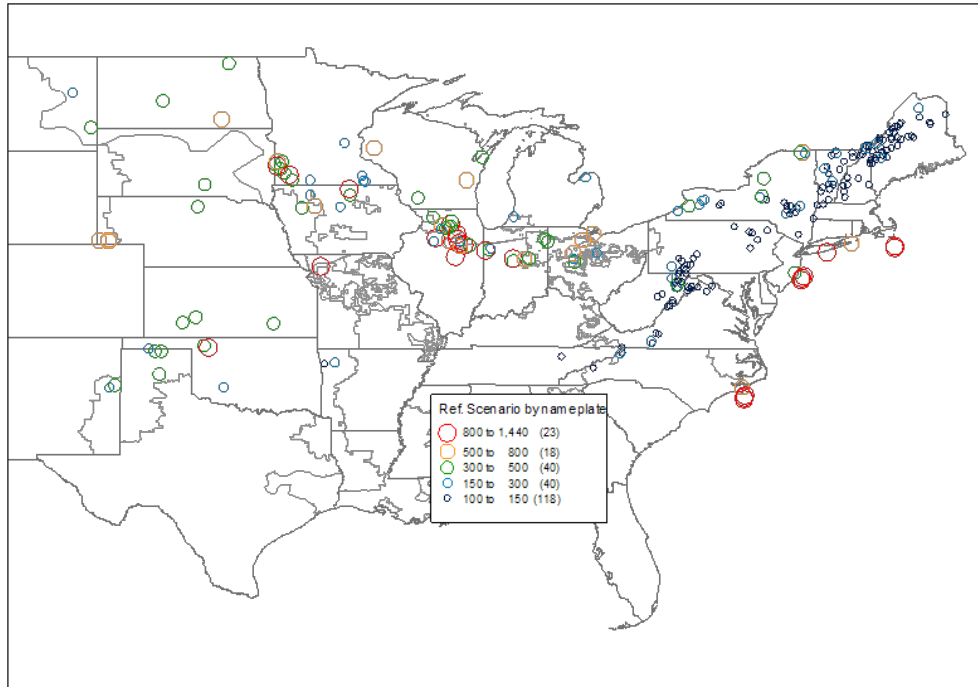 Ref. Scenario by nameplate
800 to 1,440 (23)
500 to 800 (18)
300 to 500 (40)
150 to 300 (40)
100 to 150 (118)